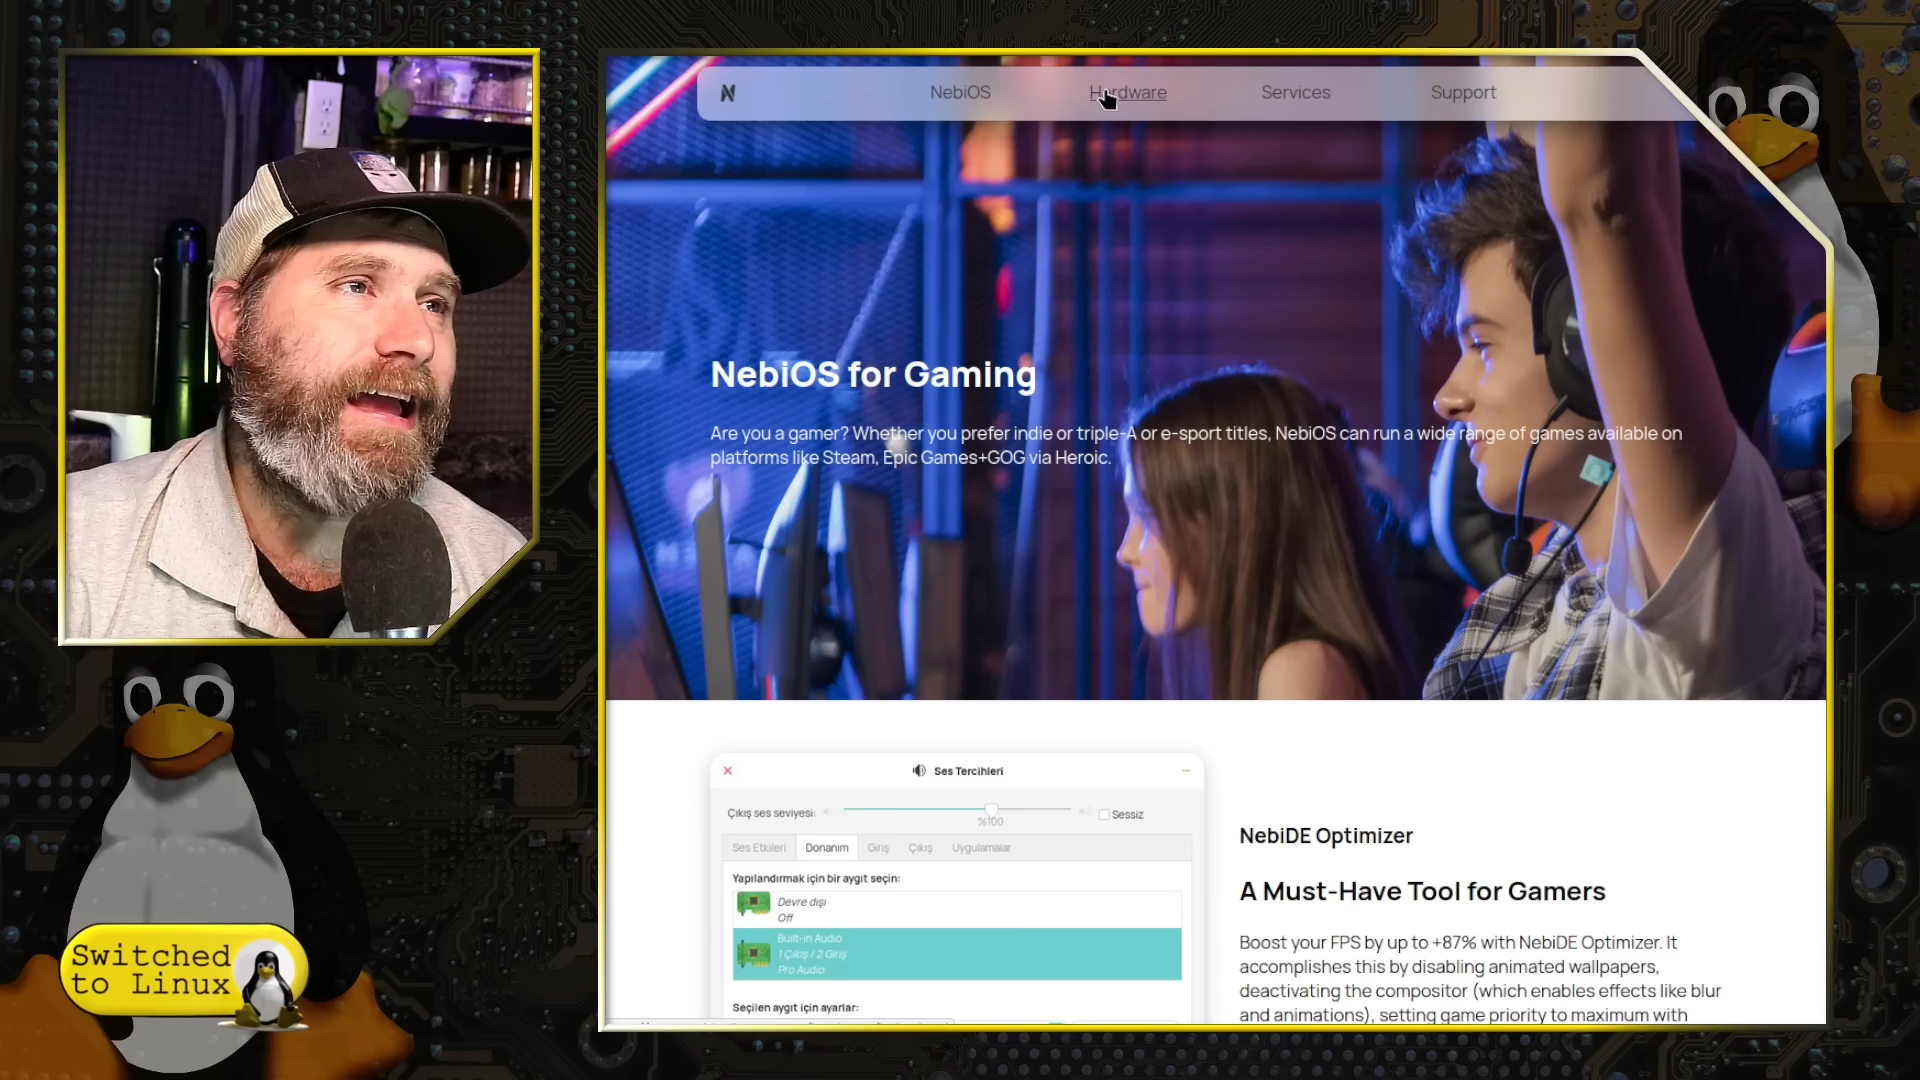 N
NebiOS
Hardware
Services
Support
NebiOS for Gaming
Are you a gamer? Whether you prefer indie or triple-A or e-sport titles, NebiOS can run a wide range of games available on
platforms like Steam, Epic Games+GOG via Heroic.
Ses Tercihleri
Çıkış ses seviyesi:
%100
Sessiz
Ses Etkileri
Donanım
Giriş
Çıkış
Uygulamalar
Yapılandırmak için bir aygıt seçin:
Devre dışı
Off
Built-in Audio
1 Çıkış / 2 Giriş
Pro Audio
Seçilen aygıt için ayarlar:
NebiDE Optimizer
A Must-Have Tool for Gamers
Boost your FPS by up to +87% with NebiDE Optimizer. It
accomplishes this by disabling animated wallpapers,
deactivating the compositor (which enables effects like blur
and animations), setting game priority to maximum with
Switched
to Linux